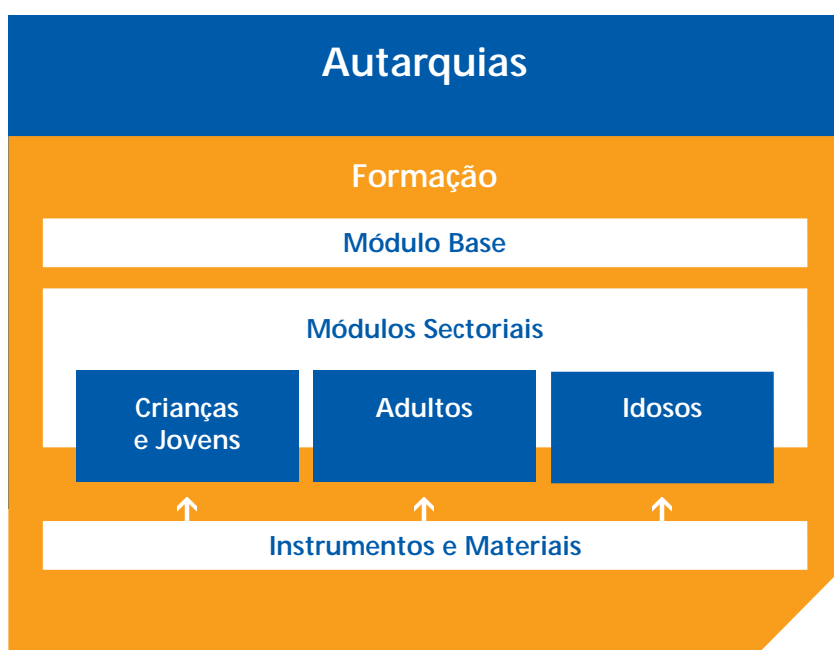 Autarquias
Formação
Módulo Base
Módulos Sectoriais
Crianças
e Jovens
Adultos
Idosos
Instrumentos e Materiais